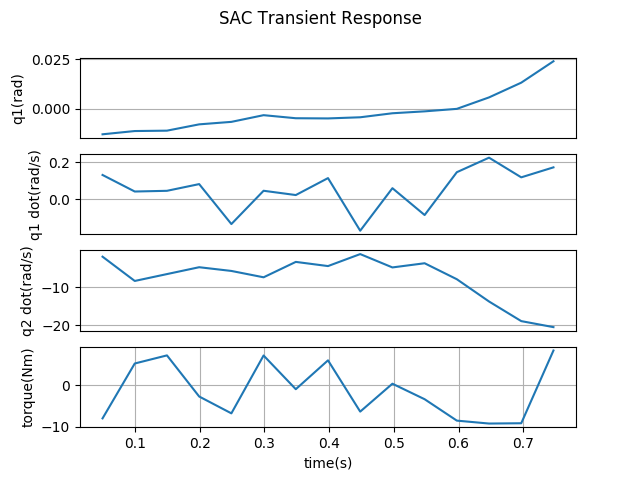 SAC Transient Response
q1(rad)
0.025
0.000
q1 dot(rad/s)
0.2
0.0
q2 dot(rad/s)
−10
−20
torque(Nm)
0
−10
0.1 0.2 0.3 0.4 0.5 0.6 0.7
time(s)